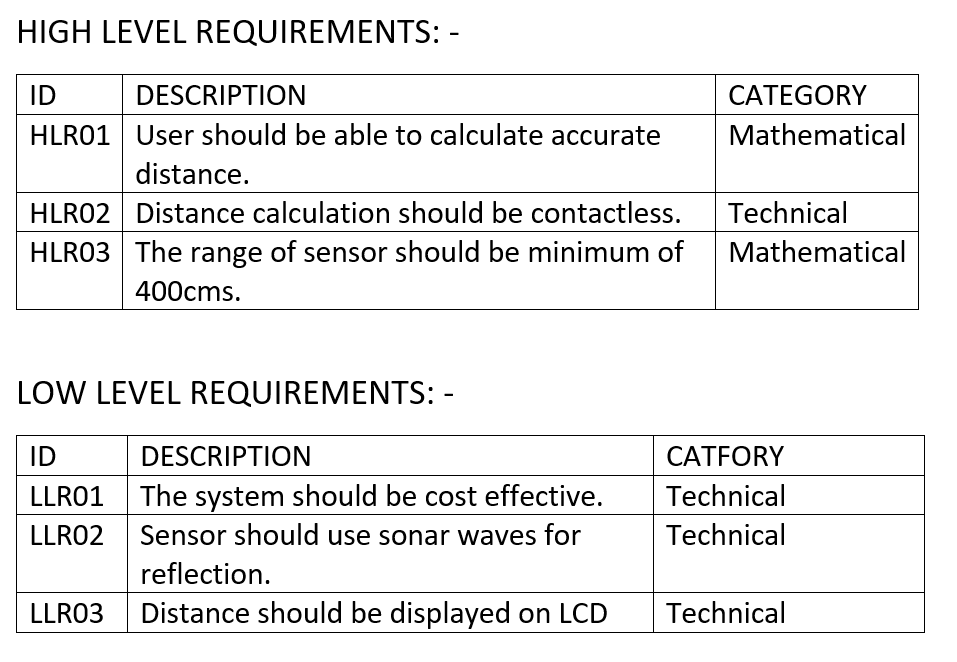 HIGH LEVEL REQUIREMENTS: -
ID DESCRIPTION CATEGORY
HLR01 User should be able to calculate accurate Mathematical
distance.
HLR02 Distance calculation should be contactless. Technical
HLR03 The range of sensor should be minimum of Mathematical
400cms.
LOW LEVEL REQUIREMENTS: -
ID DESCRIPTION CATFORY
LLR01 The system should be cost effective. Technical
LLR02 Sensor should use sonar waves for Technical
reflection.
LLR03 Distance should be displayed on LCD Technical